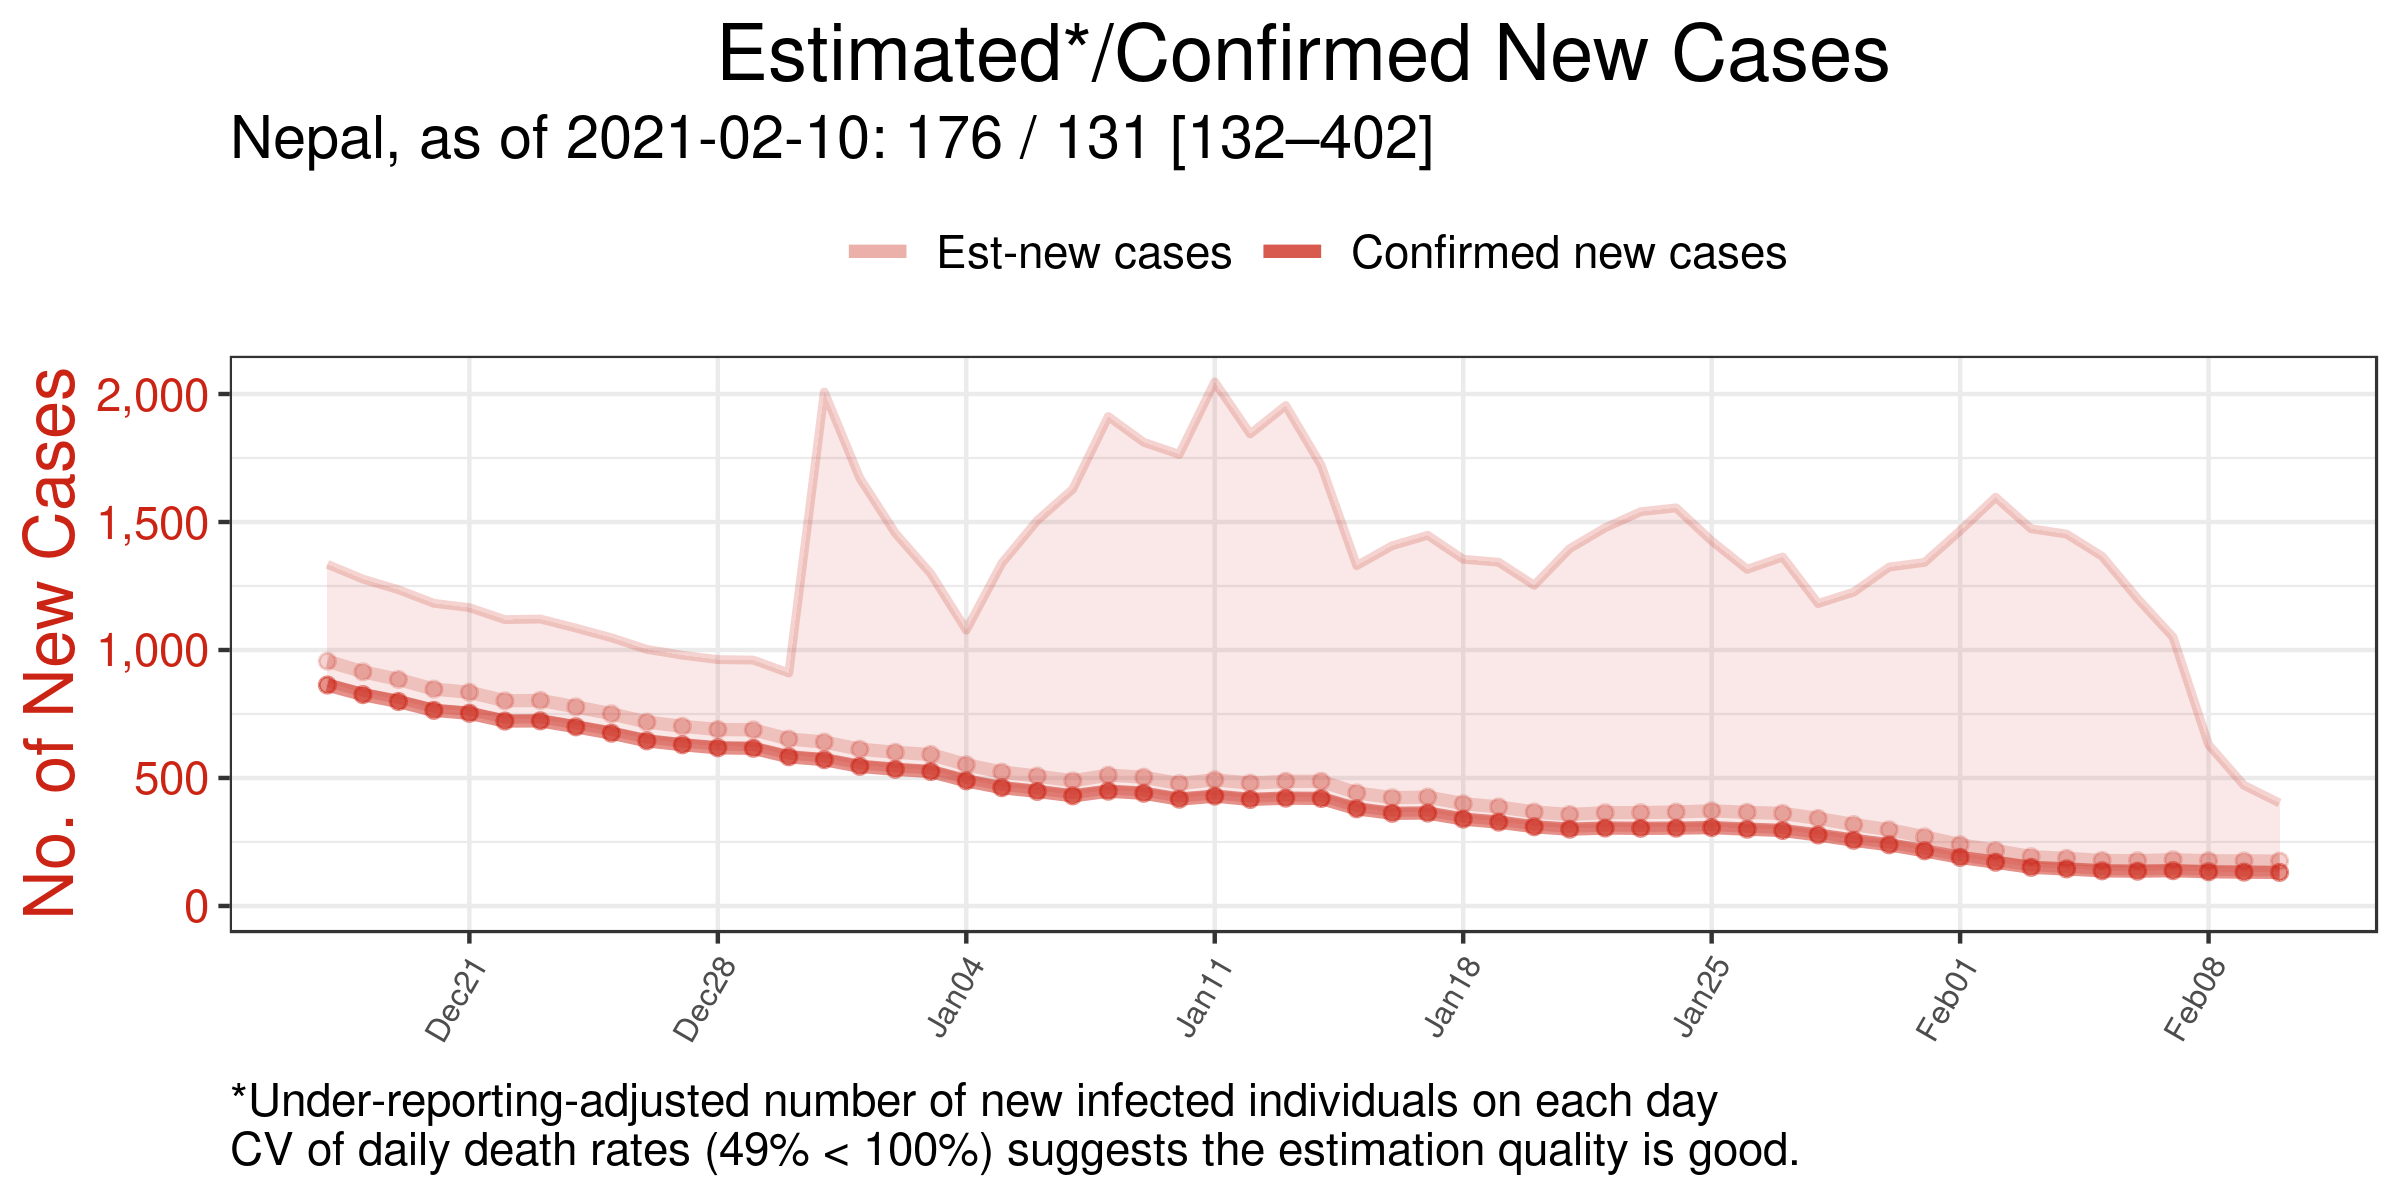 Estimated*/Confirmed New Cases
Nepal, as of 2021-02-10: 176 / 131 [132–402]
Est-new cases
Confirmed new cases
No. of New Cases
2,000
1,500
1,000
500
0
Dec21
Dec28
Jan04
Jan11
Jan18
Jan25
Feb01
Feb08
*Under-reporting-adjusted number of new infected individuals on each day
CV of daily death rates (49% < 100%) suggests the estimation quality is good.